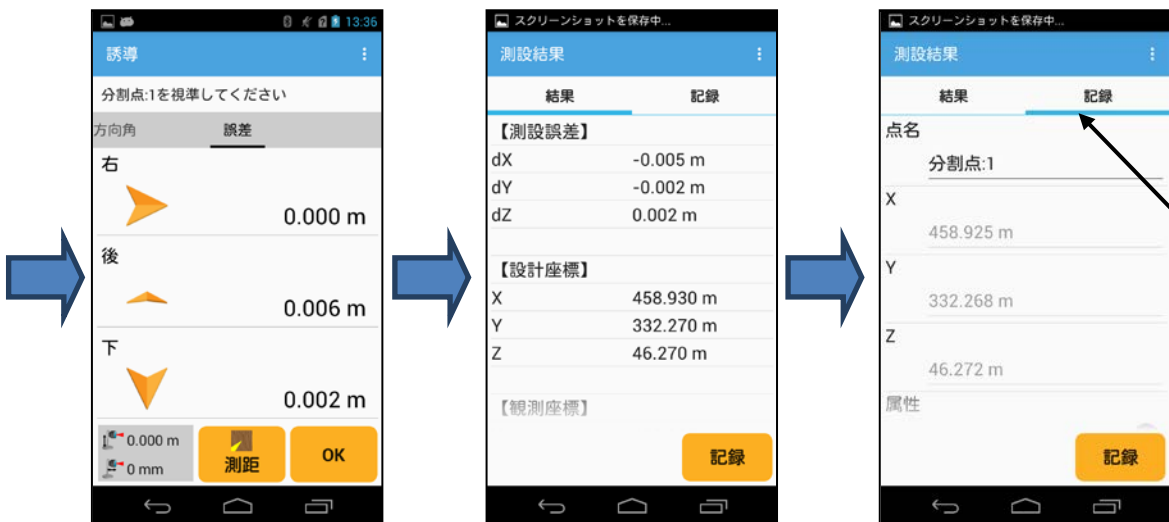 13:36
誘導
分割点:1を視準してください
方向角 誤差
右
0.000 m
後
0.006 m
下
0.002 m
0.000 m
0 mm
測距
OK
スクリーンショットを保存中...
測設結果
結果 記録
【測設誤差】
dX -0.005 m
dY -0.002 m
dZ 0.002 m
【設計座標】
X 458.930 m
Y 332.270 m
Z 46.270 m
【観測座標】
記録
スクリーンショットを保存中...
測設結果
結果 記録
点名
分割点:1
X
458.925 m
Y
332.268 m
Z
46.272 m
属性
記録